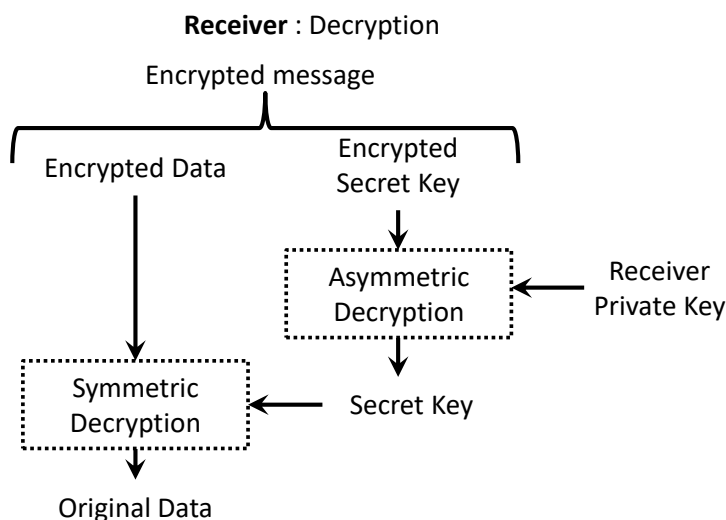 Receiver : Decryption
Encrypted message
Encrypted Data
Encrypted
Secret Key
Asymmetric
Decryption
Receiver
Private Key
Symmetric
Decryption
Secret Key
Original Data